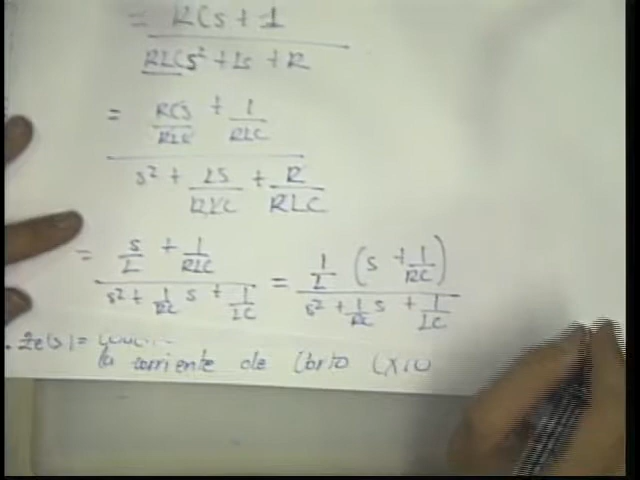 = RCs + 1
RLCs² + Ls + R
= RCs/RLC + 1/RLC
s² + LS/RLC + R/RLC
= s/L + 1/RLC = 1/L (s + 1/RC)
s² + 1/RC s + 1/LC s² + 1/RC s + 1/LC
la corriente de